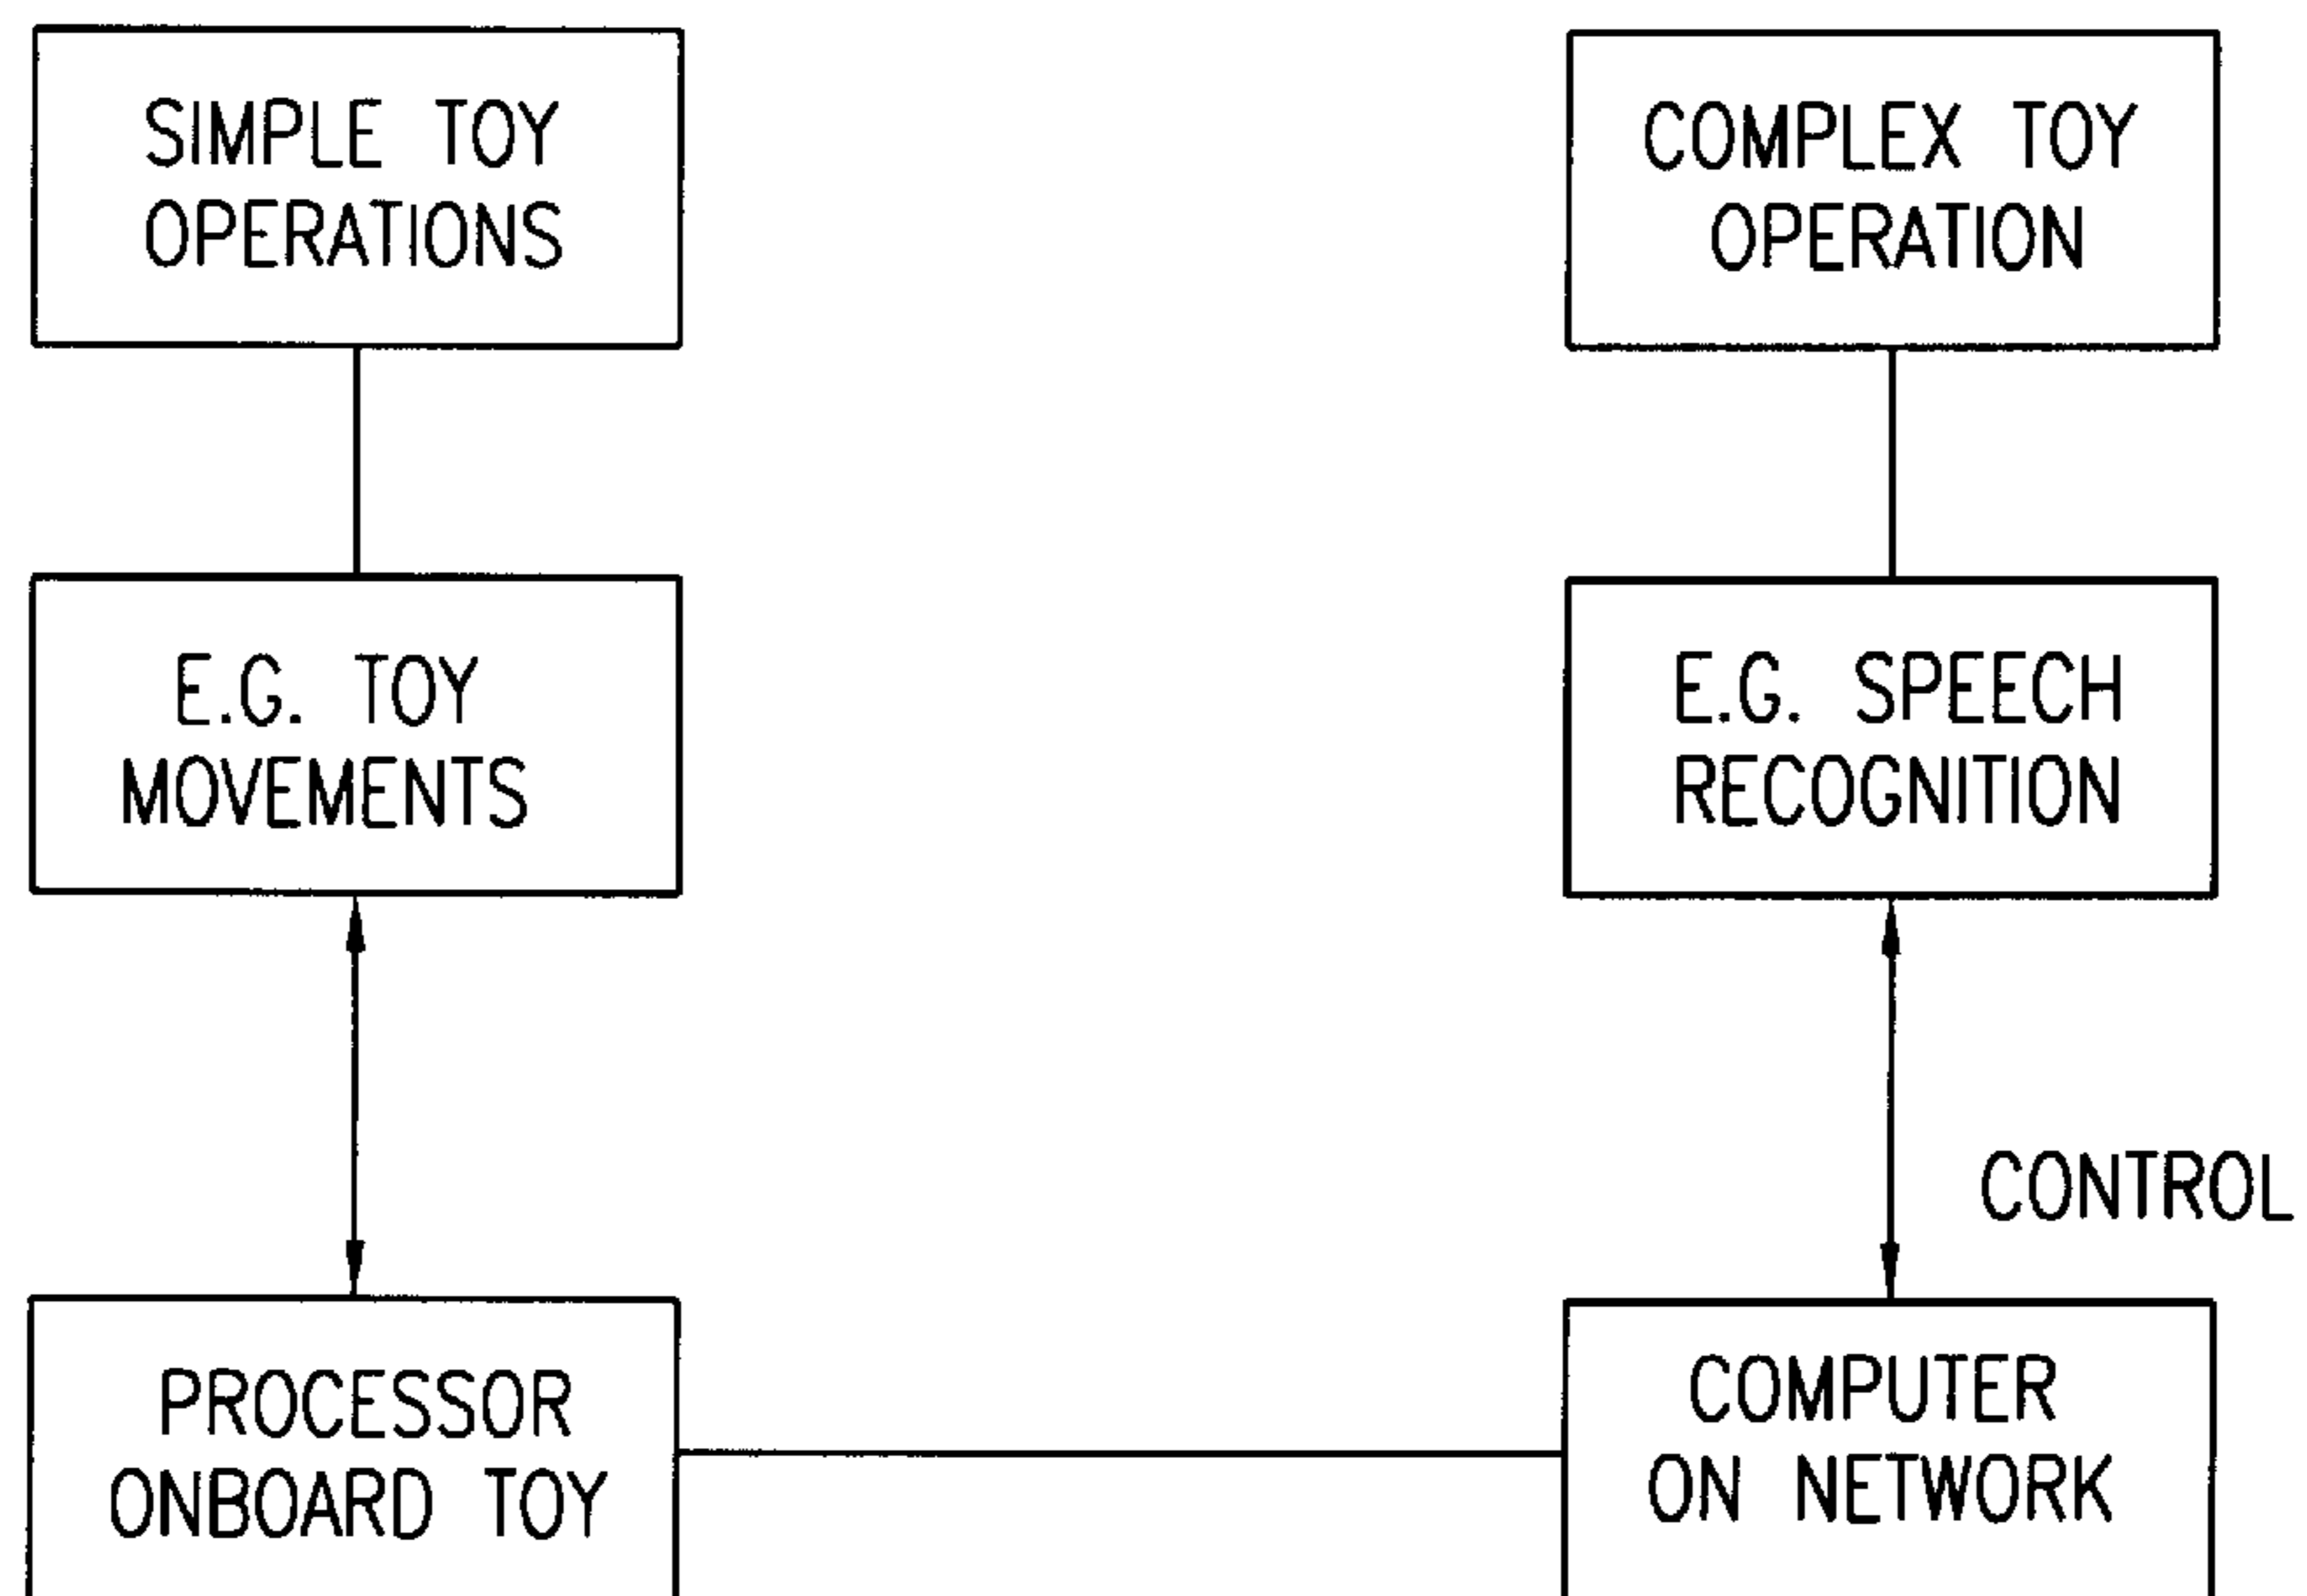 SIMPLE TOY
OPERATIONS
COMPLEX TOY
OPERATION
E.G. TOY
MOVEMENTS
E.G. SPEECH
RECOGNITION
CONTROL
PROCESSOR
ONBOARD TOY
COMPUTER
ON NETWORK